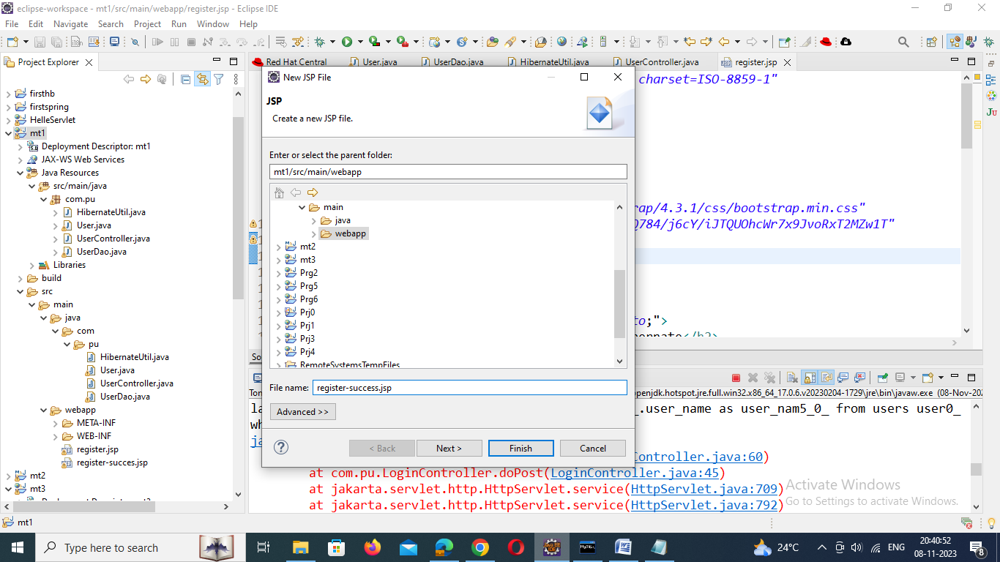 eclipse-workspace - mt1/src/main/webapp/register.jsp - Eclipse IDE
File Edit Navigate Search Project Run Window Help
Project Explorer
firsthb
firstspring
HelleServlet
mt1
Deployment Descriptor: mt1
JAX-WS Web Services
Java Resources
src/main/java
com.pu
HibernateUtil.java
User.java
UserController.java
UserDao.java
Libraries
build
src
main
java
com
pu
HibernateUtil.java
User.java
UserController.java
UserDao.java
webapp
META-INF
WEB-INF
register.jsp
register-succes.jsp
mt2
mt3
mt1
Red Hat Central User.java UserDao.java HibernateUtil.java UserController.java register.jsp
charset=ISO-8859-1"
rap/4.3.1/css/bootstrap.min.css"
Q784/j6cY/iJTQUOhcWr7x9JvoRxT2MZw1T"
to;">
New JSP File
JSP
Create a new JSP file.
Enter or select the parent folder:
mt1/src/main/webapp
main
java
webapp
mt2
mt3
Prg2
Prg5
Prg6
Prj0
Prj1
Prj3
Prj4
RemoteSystemsTempFiles
File name: register-success.jsp
Advanced >>
< Back Next > Finish Cancel
openjdk.hotspot.jre.full.win32.x86_64_17.0.6.v20230204-1729\jre\bin\javaw.exe (08-Nov-202
_.user_name as user_nam5_0_ from users user0_
Controller.java:60)
at com.pu.LoginController.doPost(LoginController.java:45)
at jakarta.servlet.http.HttpServlet.service(HttpServlet.java:709)
at jakarta.servlet.http.HttpServlet.service(HttpServlet.java:792)
Activate Windows
Go to Settings to activate Windows.
Type here to search
24°C
ENG
20:40:52
08-11-2023
8